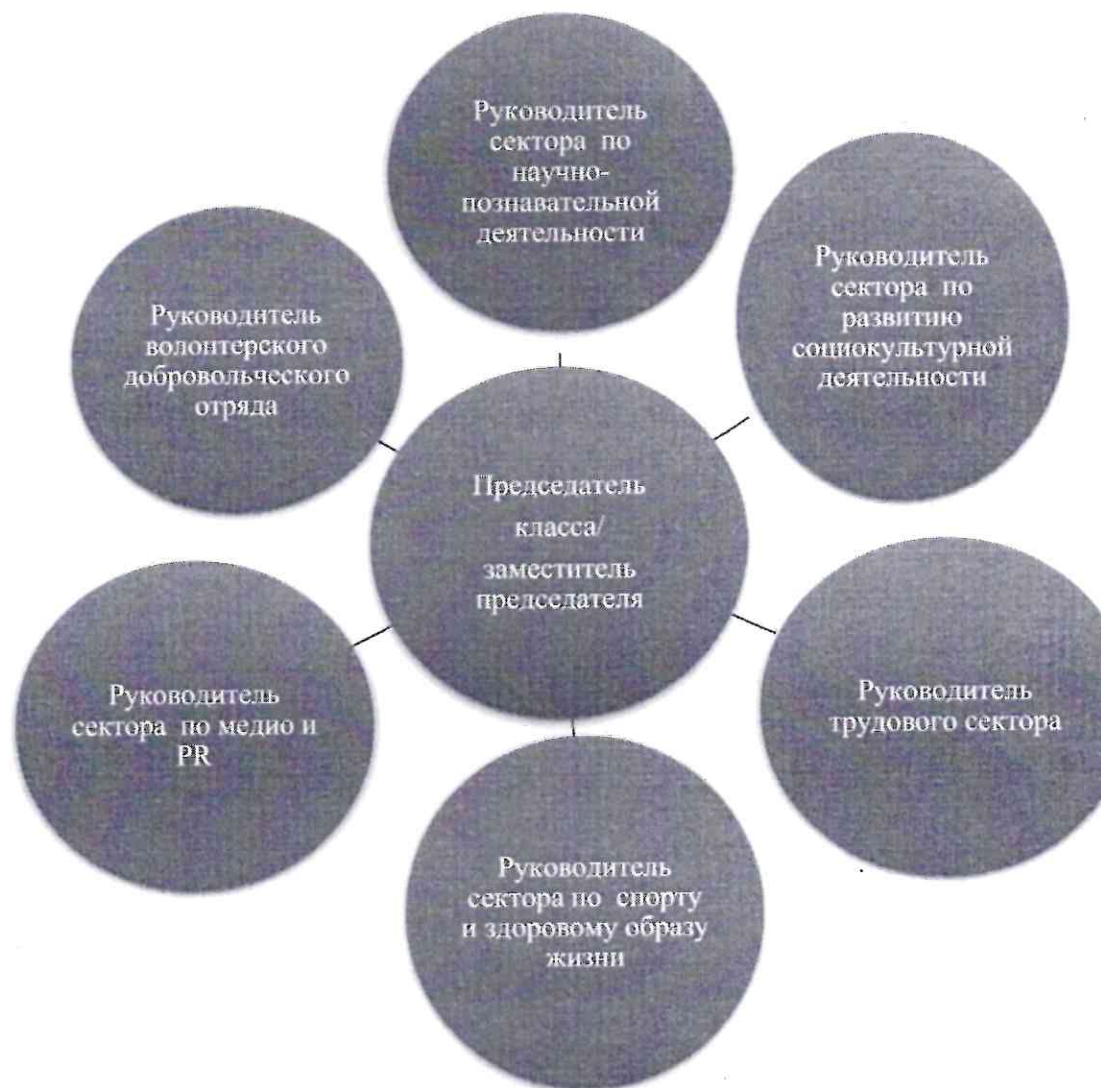 Руководитель
сектора по
научно-
познавательной
деятельности
Руководитель
сектора по
развитию
социокультурной
деятельности
Руководитель
волонтерского
добровольческого
отряда
Председатель
класса/
заместитель
председателя
Руководитель
сектора по медио и
PR
Руководитель
трудового сектора
Руководитель
сектора по спорту
и здоровому образу
жизни